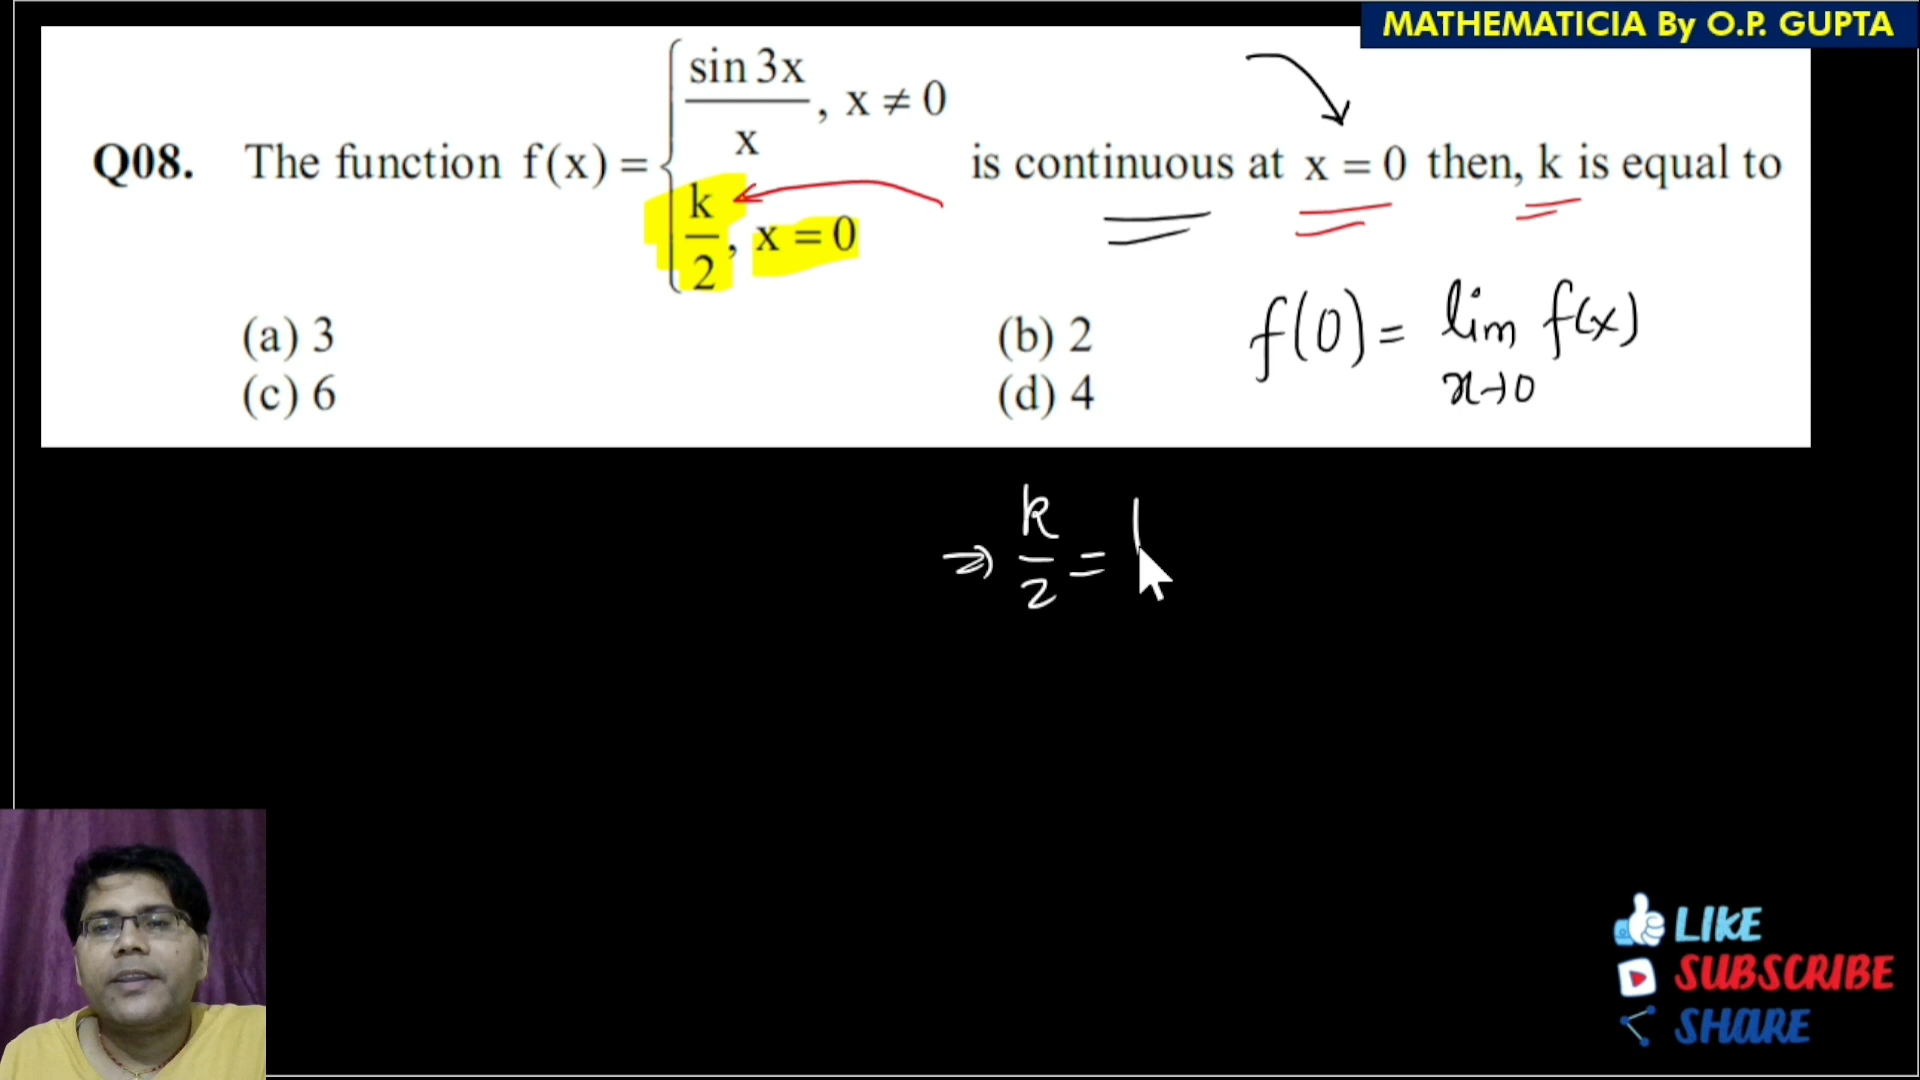 MATHEMATICIA By O.P. GUPTA
Q08. The function f(x) = { sin 3x / x , x ≠ 0
k / 2 , x = 0 is continuous at x = 0 then, k is equal to
(a) 3 (b) 2
(c) 6 (d) 4
f(0) = lim f(x)
x→0
⇒ k/2 = l
LIKE
SUBSCRIBE
SHARE